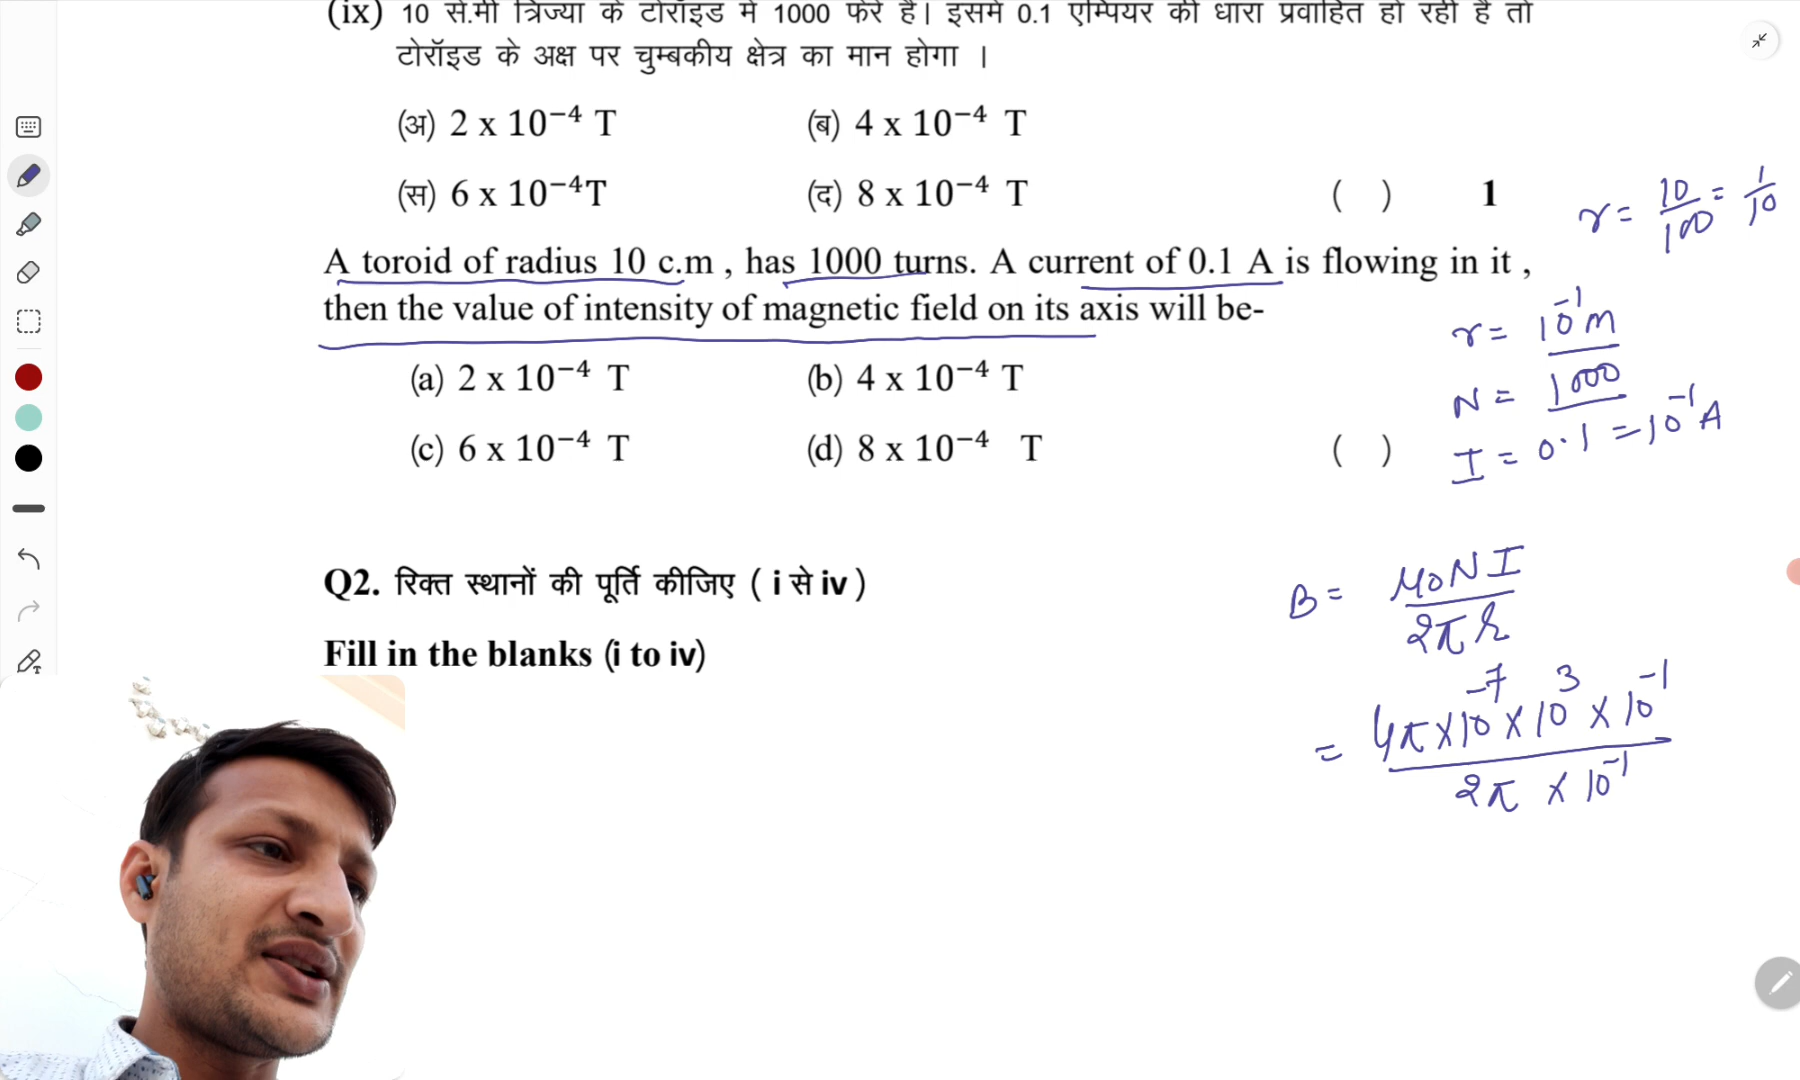 (ix) 10 से.मी त्रिज्या के टोरॉइड में 1000 फेरे हैं। इसमें 0.1 एम्पियर की धारा प्रवाहित हो रही है तो
टोरॉइड के अक्ष पर चुम्बकीय क्षेत्र का मान होगा ।
(अ) 2 x 10⁻⁴ T (ब) 4 x 10⁻⁴ T
(स) 6 x 10⁻⁴T (द) 8 x 10⁻⁴ T ( ) 1
A toroid of radius 10 c.m , has 1000 turns. A current of 0.1 A is flowing in it ,
then the value of intensity of magnetic field on its axis will be-
(a) 2 x 10⁻⁴ T (b) 4 x 10⁻⁴ T
(c) 6 x 10⁻⁴ T (d) 8 x 10⁻⁴ T ( )
Q2. रिक्त स्थानों की पूर्ति कीजिए ( i से iv )
Fill in the blanks (i to iv)
r = 10/100 = 1/10
r = 10⁻¹ m
N = 1000
I = 0.1 = 10⁻¹ A
B = μ0NI / 2πr
= 4π×10⁻⁷×10³×10⁻¹ / 2π × 10⁻¹